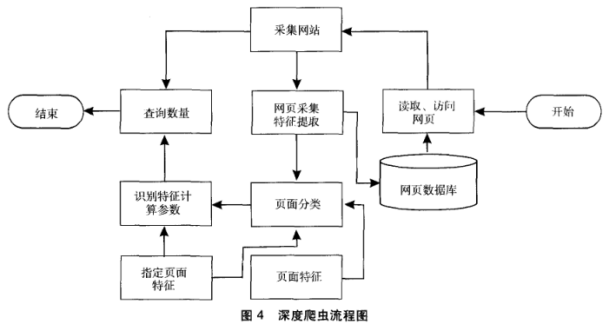 采集网站
结束
查询数量
网页采集
特征提取
读取、访问
网页
开始
网页数据库
识别特征计
算参数
页面分类
指定页面
特征
页面特征
图 4 深度爬虫流程图